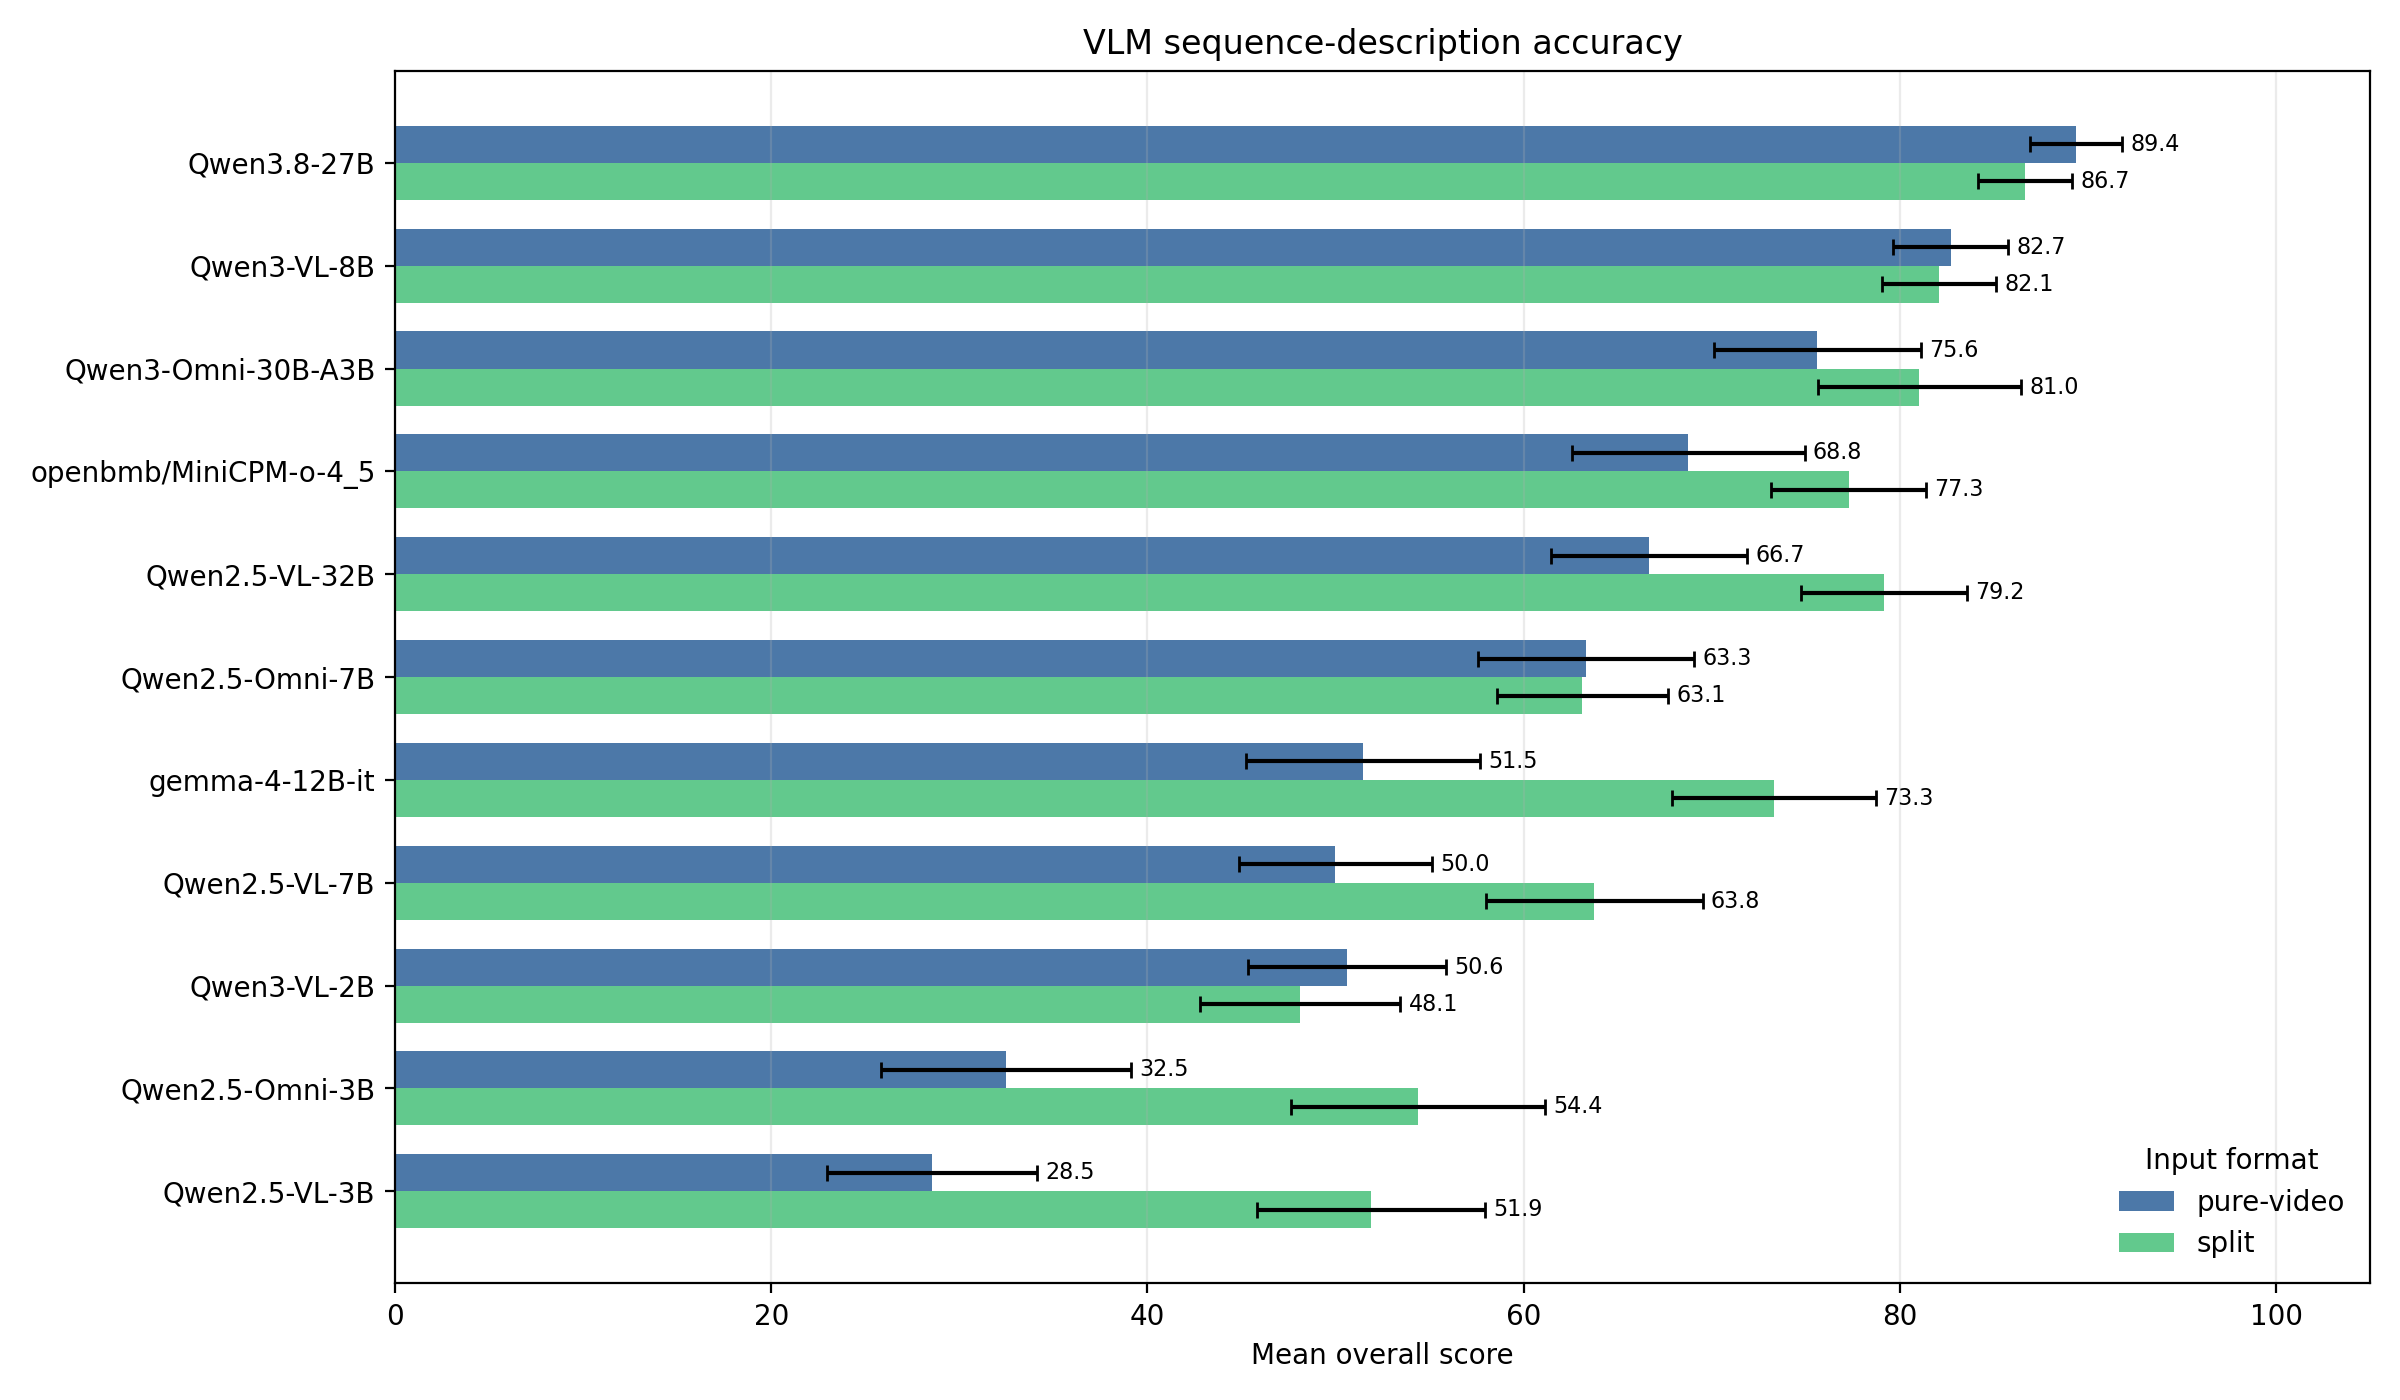 VLM sequence-description accuracy
Qwen3.8-27B
89.4
86.7
Qwen3-VL-8B
82.7
82.1
Qwen3-Omni-30B-A3B
75.6
81.0
openbmb/MiniCPM-o-4_5
68.8
77.3
Qwen2.5-VL-32B
66.7
79.2
Qwen2.5-Omni-7B
63.3
63.1
gemma-4-12B-it
51.5
73.3
Qwen2.5-VL-7B
50.0
63.8
Qwen3-VL-2B
50.6
48.1
Qwen2.5-Omni-3B
32.5
54.4
Qwen2.5-VL-3B
28.5
51.9
Input format
pure-video
split
0 20 40 60 80 100
Mean overall score